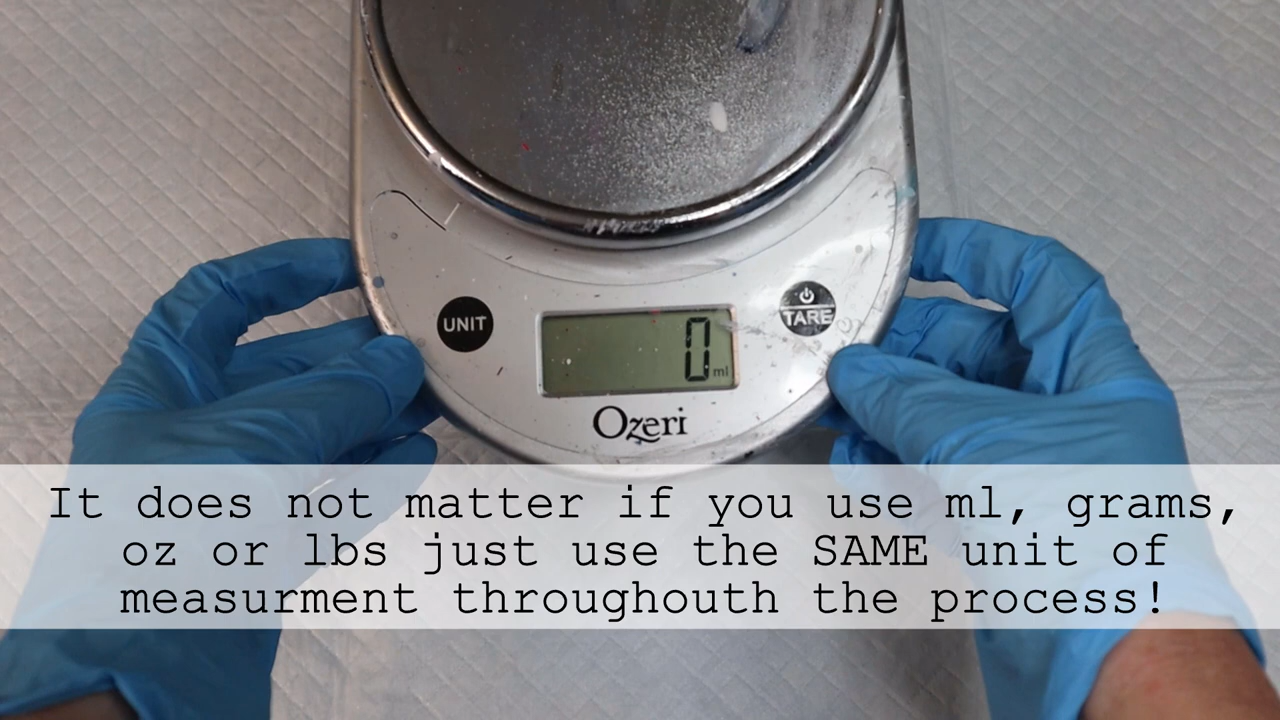 UNIT
TARE
0 ml
Ozeri
It does not matter if you use ml, grams,
oz or lbs just use the SAME unit of
measurment throughouth the process!